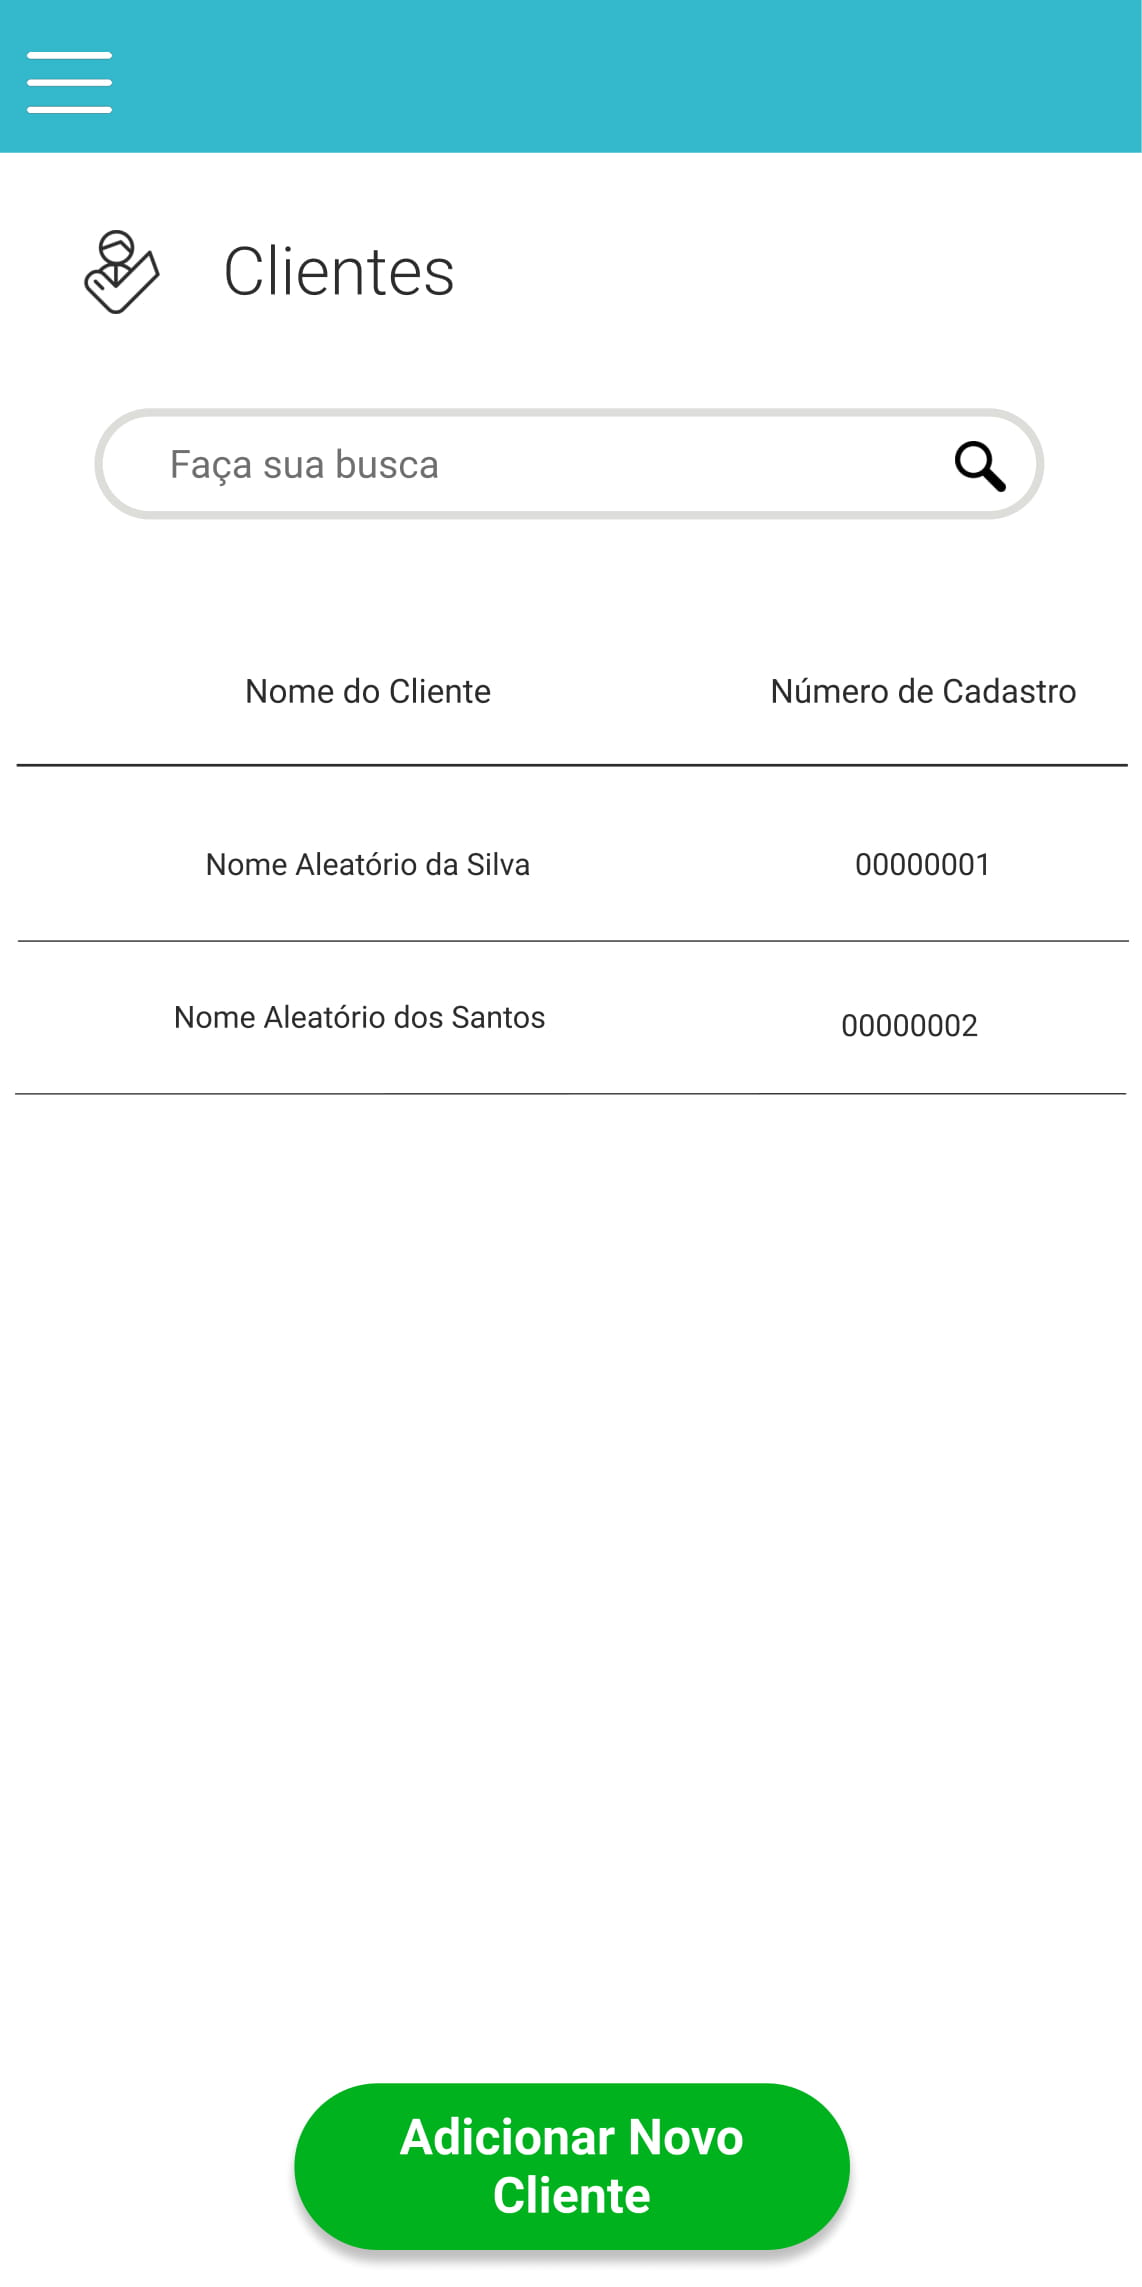 Clientes
Faça sua busca
Nome do Cliente Número de Cadastro
Nome Aleatório da Silva 00000001
Nome Aleatório dos Santos 00000002
Adicionar Novo
Cliente